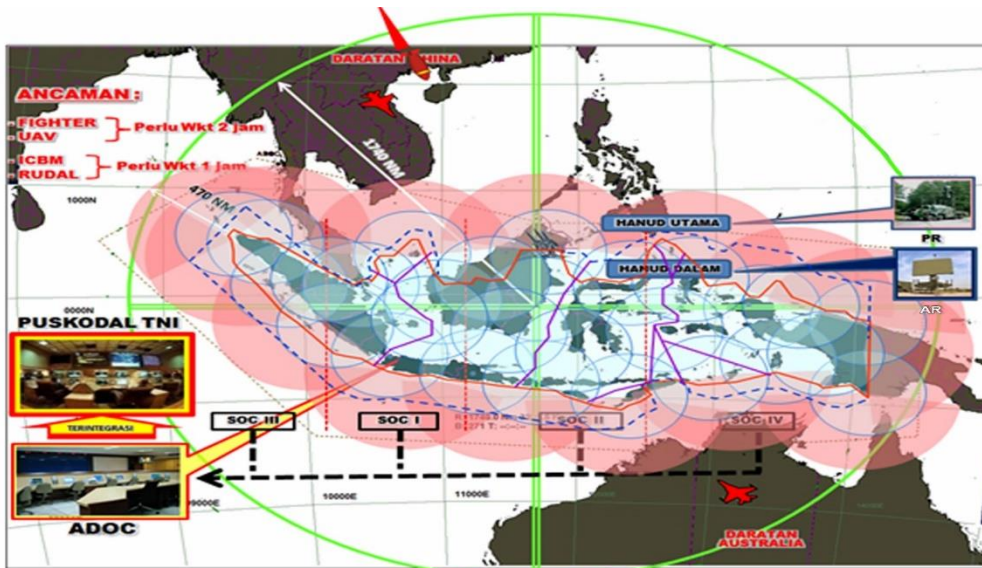 DARATAN CHINA
ANCAMAN :
FIGHTER
UAV
Perlu Wkt 2 jam
ICBM
RUDAL
Perlu Wkt 1 jam
1000N
1740 NM
470 NM
HANUD UTAMA
PR
HANUD DALAM
AR
0000N
PUSKODAL TNI
TERINTEGRASI
ADOC
SOC III
SOC I
SOC II
SOC IV
10000E
11000E
DARATAN
AUSTRALIA